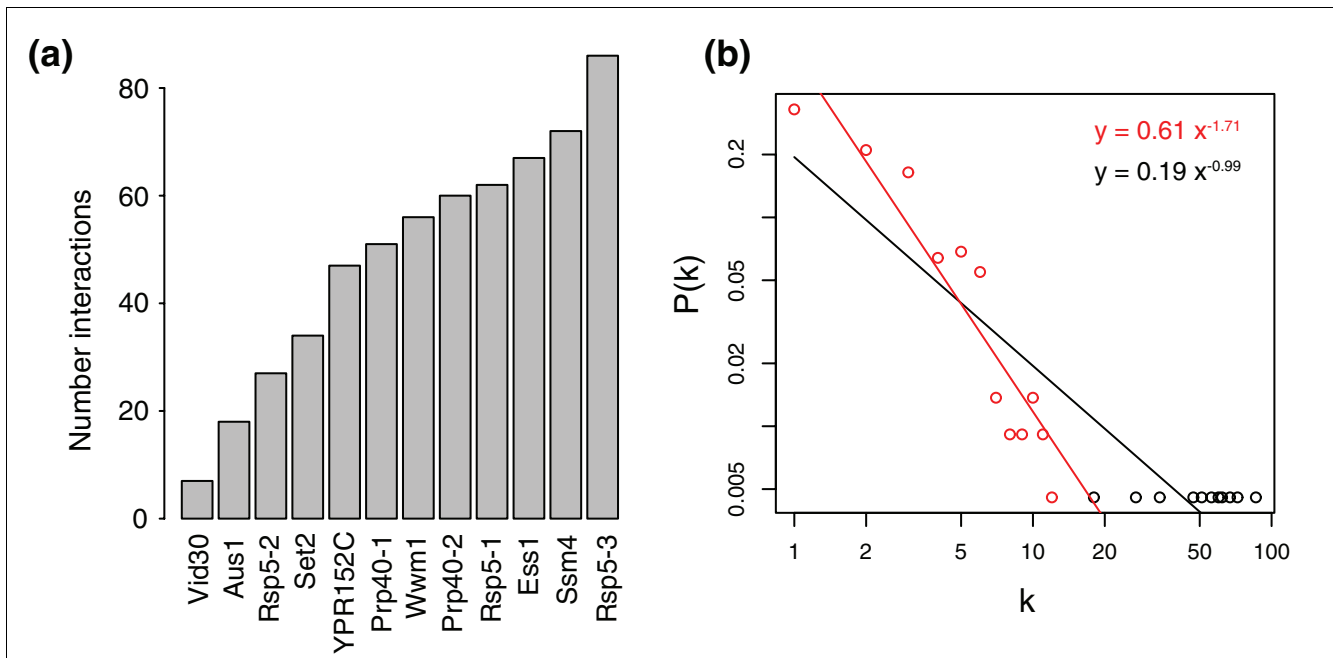 (a)
Number interactions
80
60
40
20
0
Vid30
Aus1
Rsp5-2
Set2
YPR152C
Prp40-1
Wwm1
Prp40-2
Rsp5-1
Ess1
Ssm4
Rsp5-3
(b)
y = 0.61 x^-1.71
y = 0.19 x^-0.99
P(k)
0.2
0.05
0.02
0.005
1 2 5 10 20 50 100
k